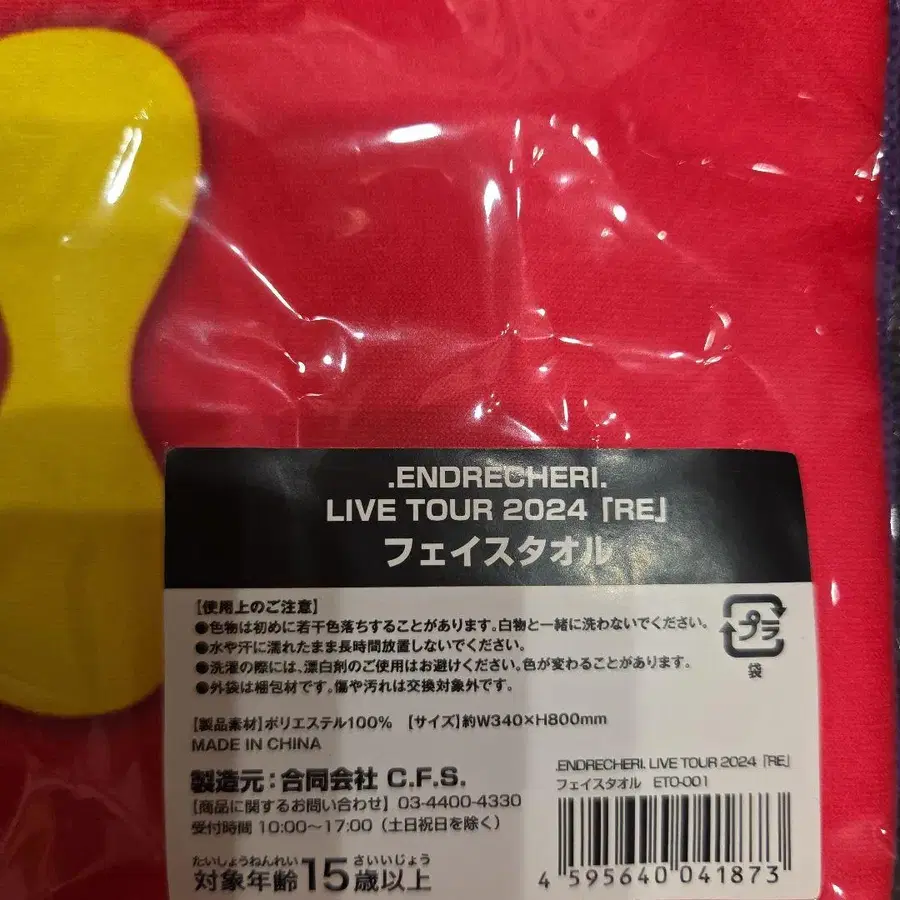 .ENDRECHERI.
LIVE TOUR 2024「RE」
フェイスタオル
【使用上のご注意】
●色物は初めに若干色落ちすることがあります。白物と一緒に洗わないでください。
●水や汗に濡れたまま長時間放置しないでください。
●洗濯の際には、漂白剤のご使用はお避けください。色が変わることがあります。
●外袋は梱包材です。傷や汚れは交換対象外です。
プラ
袋
【製品素材】ポリエステル100% 【サイズ】約W340×H800mm
MADE IN CHINA
製造元:合同会社 C.F.S.
【商品に関するお問い合わせ】03-4400-4330
受付時間 10:00〜17:00(土日祝日を除く)
たいしょうねんれい さいいじょう
対象年齢15歳以上
.ENDRECHERI. LIVE TOUR 2024「RE」
フェイスタオル ETO-001
4 595640 041873